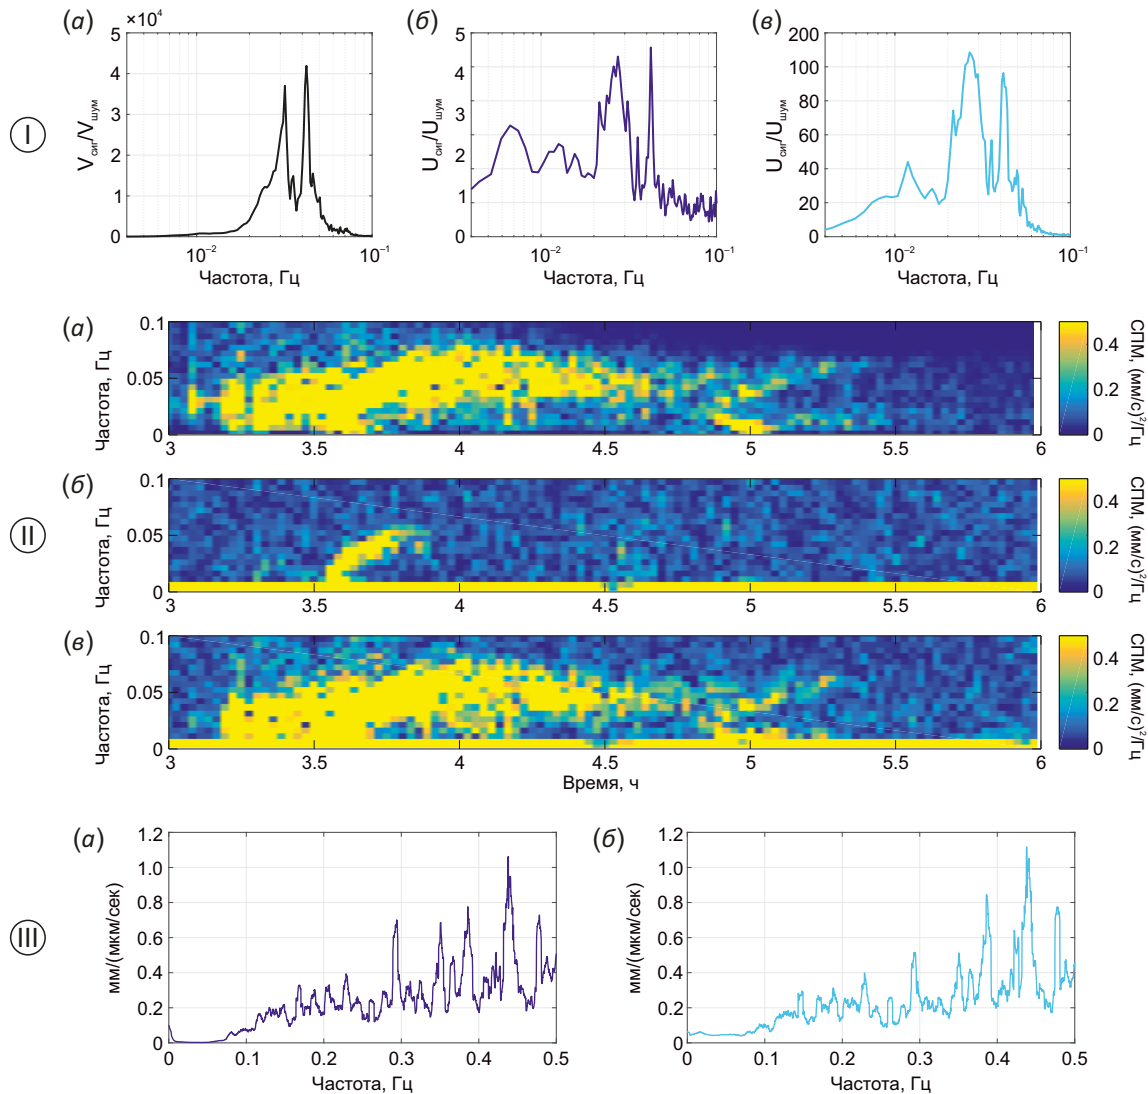 (а) (б) (в)
×10⁴
I
5
4
3
2
1
0
V_сиг/V_шум
10⁻² 10⁻¹
Частота, Гц
5
4
3
2
2
1
0
U_сиг/U_шум
10⁻² 10⁻¹
Частота, Гц
200
100
80
60
40
20
0
U_сиг/U_шум
10⁻² 10⁻¹
Частота, Гц
II
(а)
0.1
0.05
0
Частота, Гц
3 3.5 4 4.5 5 5.5 6
0.4
0.2
0
СПМ, (мм/с)²/Гц
(б)
0.1
0.05
0
Частота, Гц
3 3.5 4 4.5 5 5.5 6
0.4
0.2
0
СПМ, (мм/с)²/Гц
(в)
0.1
0.05
0
Частота, Гц
3 3.5 4 4.5 5 5.5 6
Время, ч
0.4
0.2
0
СПМ, (мм/с)²/Гц
III
(а)
1.2
1.0
0.8
0.6
0.4
0.2
0
мм/(мкм/сек)
0 0.1 0.2 0.3 0.4 0.5
Частота, Гц
(б)
1.2
1.0
0.8
0.6
0.4
0.2
0
мм/(мкм/сек)
0 0.1 0.2 0.3 0.4 0.5
Частота, Гц